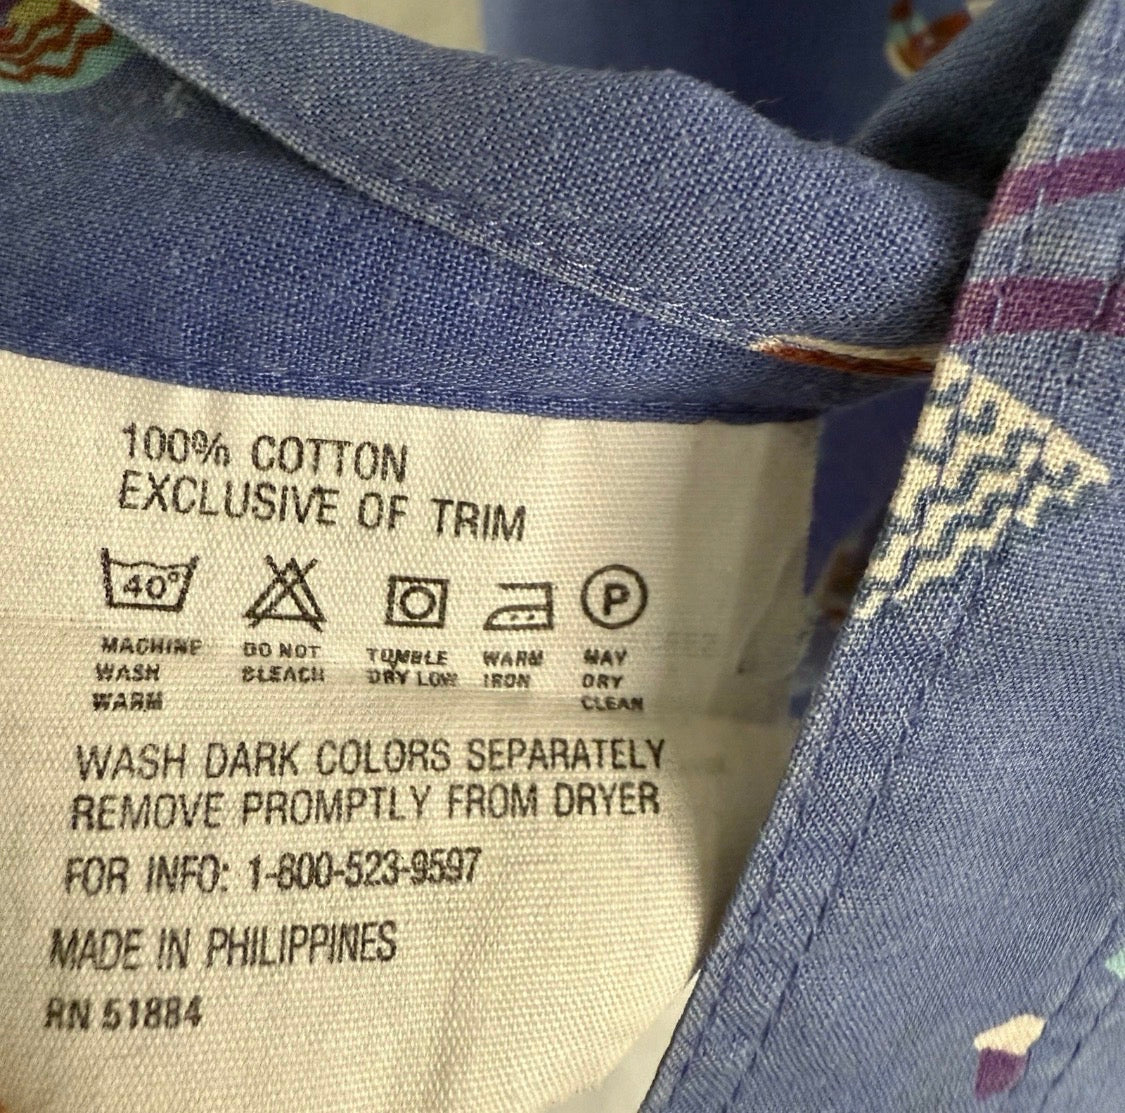 100% COTTON
EXCLUSIVE OF TRIM
40°
P
MACHINE WASH WARM
DO NOT BLEACH
TUMBLE DRY LOW
WARM IRON
MAY DRY CLEAN
WASH DARK COLORS SEPARATELY
REMOVE PROMPTLY FROM DRYER
FOR INFO: 1-800-523-9597
MADE IN PHILIPPINES
RN 51884